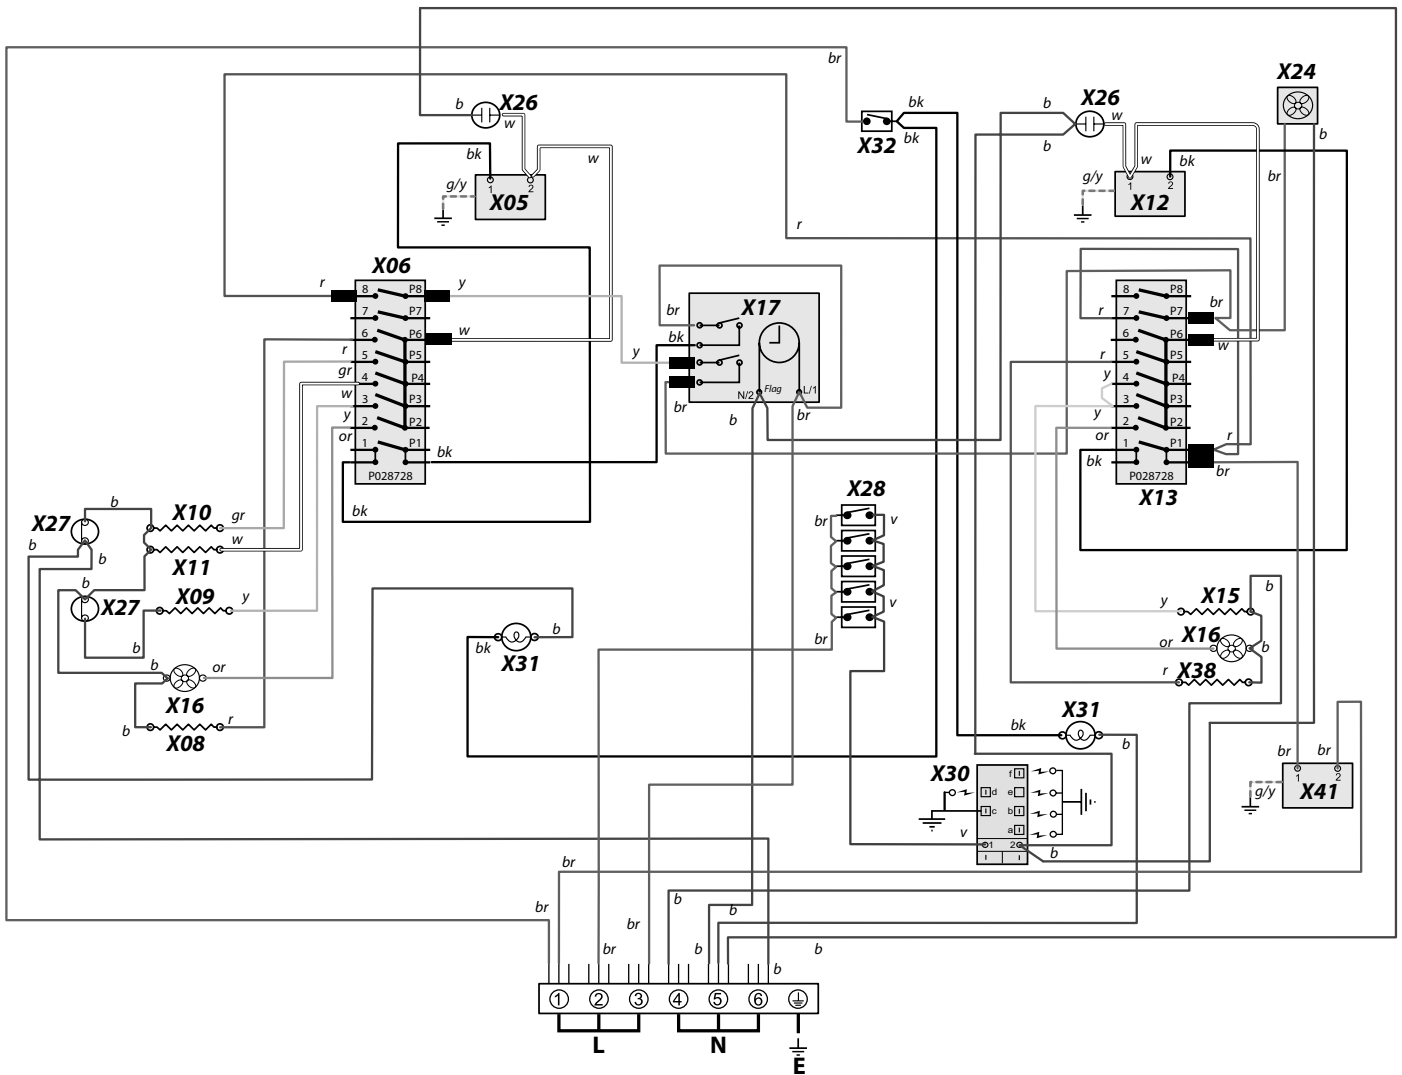 X24
br
b X26
X26
b
w
bk
bk
b
w
b
X32
bk
w
w
bk
b
br
g/y
1
2
X05
g/y
1
2
X12
r
X06
r
8
P8
y
7
P7
6
P6
w
r
5
P5
gr
4
P4
w
3
P3
y
2
P2
or
1
P1
bk
P028728
bk
X17
br
bk
y
br
N/2
Flag
L/1
b
br
8
P8
r
7
P7
br
6
P6
w
r
5
P5
y
4
P4
3
P3
y
2
P2
or
1
P1
r
bk
br
P028728
X13
X28
br
v
v
br
b
X27
X10
gr
b
b
w
X11
b
X27
X09
y
b
b
or
X16
b
r
X08
b
bk
X31
b
y
X15
or
X16
b
r
X38
X31
bk
b
X30
f
d
e
c
b
a
v
1
2
b
br
br
1
2
g/y
X41
br
br
b
br
b
br
b
b
b
1
2
3
4
5
6
L
N
E